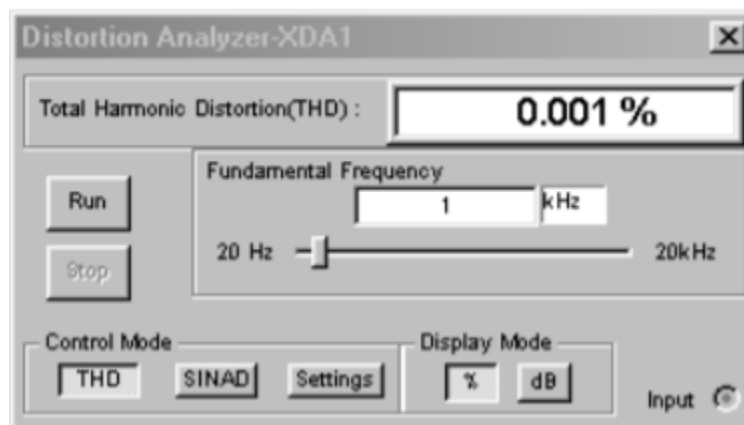 Distortion Analyzer-XDA1
Total Harmonic Distortion(THD) : 0.001 %
Fundamental Frequency
Run
1 kHz
20 Hz 20kHz
Stop
Control Mode Display Mode
THD SINAD Settings % dB
Input